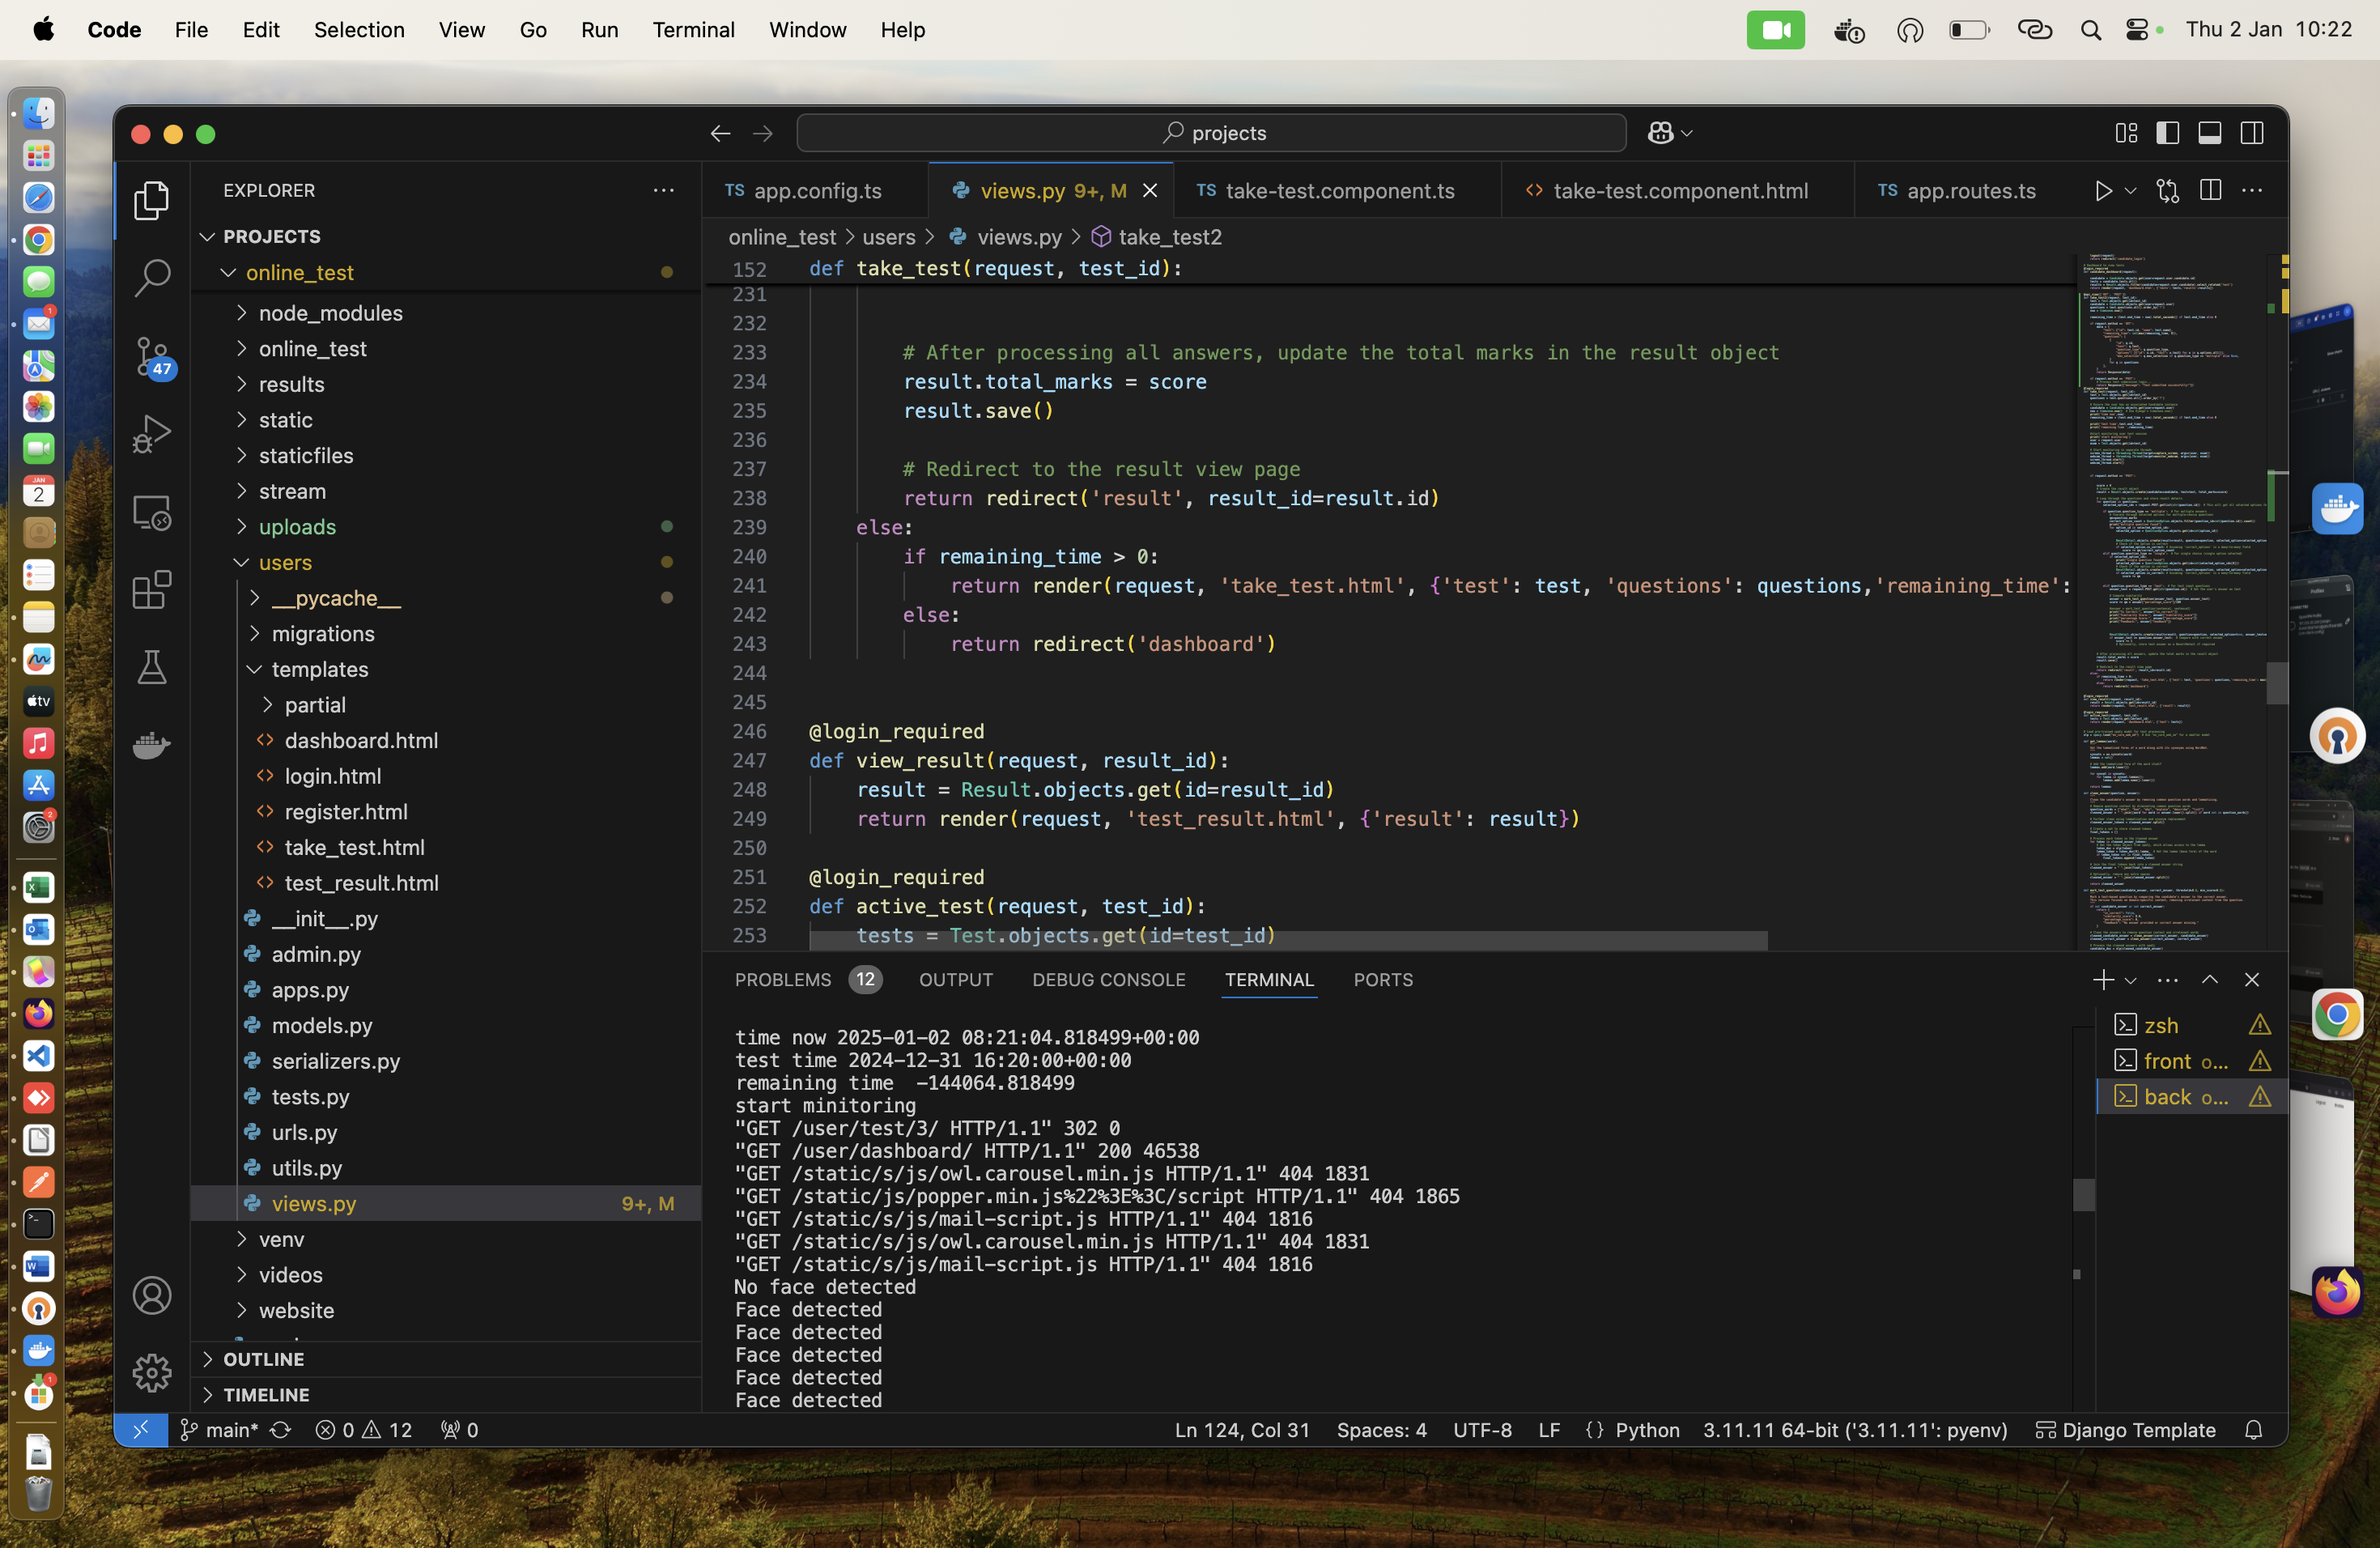 Code File Edit Selection View Go Run Terminal Window Help
Thu 2 Jan 10:22
projects
EXPLORER
PROJECTS
online_test
node_modules
online_test
results
static
staticfiles
stream
uploads
users
__pycache__
migrations
templates
partial
dashboard.html
login.html
register.html
take_test.html
test_result.html
__init__.py
admin.py
apps.py
models.py
serializers.py
tests.py
urls.py
utils.py
views.py 9+, M
venv
videos
website
OUTLINE
TIMELINE
47
JAN
2
tv
1
2
1
TS app.config.ts
views.py 9+, M
TS take-test.component.ts
take-test.component.html
TS app.routes.ts
online_test > users > views.py > take_test2
152 def take_test(request, test_id):
231
232
233 # After processing all answers, update the total marks in the result object
234 result.total_marks = score
235 result.save()
236
237 # Redirect to the result view page
238 return redirect('result', result_id=result.id)
239 else:
240 if remaining_time > 0:
241 return render(request, 'take_test.html', {'test': test, 'questions': questions,'remaining_time':
242 else:
243 return redirect('dashboard')
244
245
246 @login_required
247 def view_result(request, result_id):
248 result = Result.objects.get(id=result_id)
249 return render(request, 'test_result.html', {'result': result})
250
251 @login_required
252 def active_test(request, test_id):
253 tests = Test.objects.get(id=test_id)
PROBLEMS 12 OUTPUT DEBUG CONSOLE TERMINAL PORTS
time now 2025-01-02 08:21:04.818499+00:00
test time 2024-12-31 16:20:00+00:00
remaining time  -144064.818499
start minitoring
"GET /user/test/3/ HTTP/1.1" 302 0
"GET /user/dashboard/ HTTP/1.1" 200 46538
"GET /static/s/js/owl.carousel.min.js HTTP/1.1" 404 1831
"GET /static/js/popper.min.js%22%3E%3C/script HTTP/1.1" 404 1865
"GET /static/s/js/mail-script.js HTTP/1.1" 404 1816
"GET /static/s/js/owl.carousel.min.js HTTP/1.1" 404 1831
"GET /static/s/js/mail-script.js HTTP/1.1" 404 1816
No face detected
Face detected
Face detected
Face detected
Face detected
Face detected
zsh
front o...
back o...
main* 0 12 0
Ln 124, Col 31 Spaces: 4 UTF-8 LF {} Python 3.11.11 64-bit ('3.11.11': pyenv) Django Template